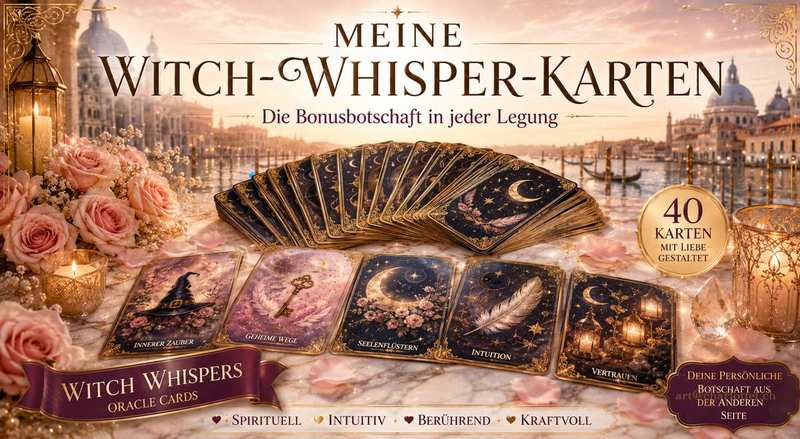 MEINE
WITCH-WHISPER-KARTEN
Die Bonusbotschaft in jeder Legung
40
KARTEN
MIT LIEBE
GESTALTET
INNERER ZAUBER
GEHEIME WEGE
SEELENFLÜSTERN
INTUITION
VERTRAUEN
WITCH WHISPERS
ORACLE CARDS
SPIRITUELL
INTUITIV
BERÜHREND
KRAFTVOLL
DEINE PERSÖNLICHE
BOTSCHAFT AUS
DER ANDEREN
SEITE